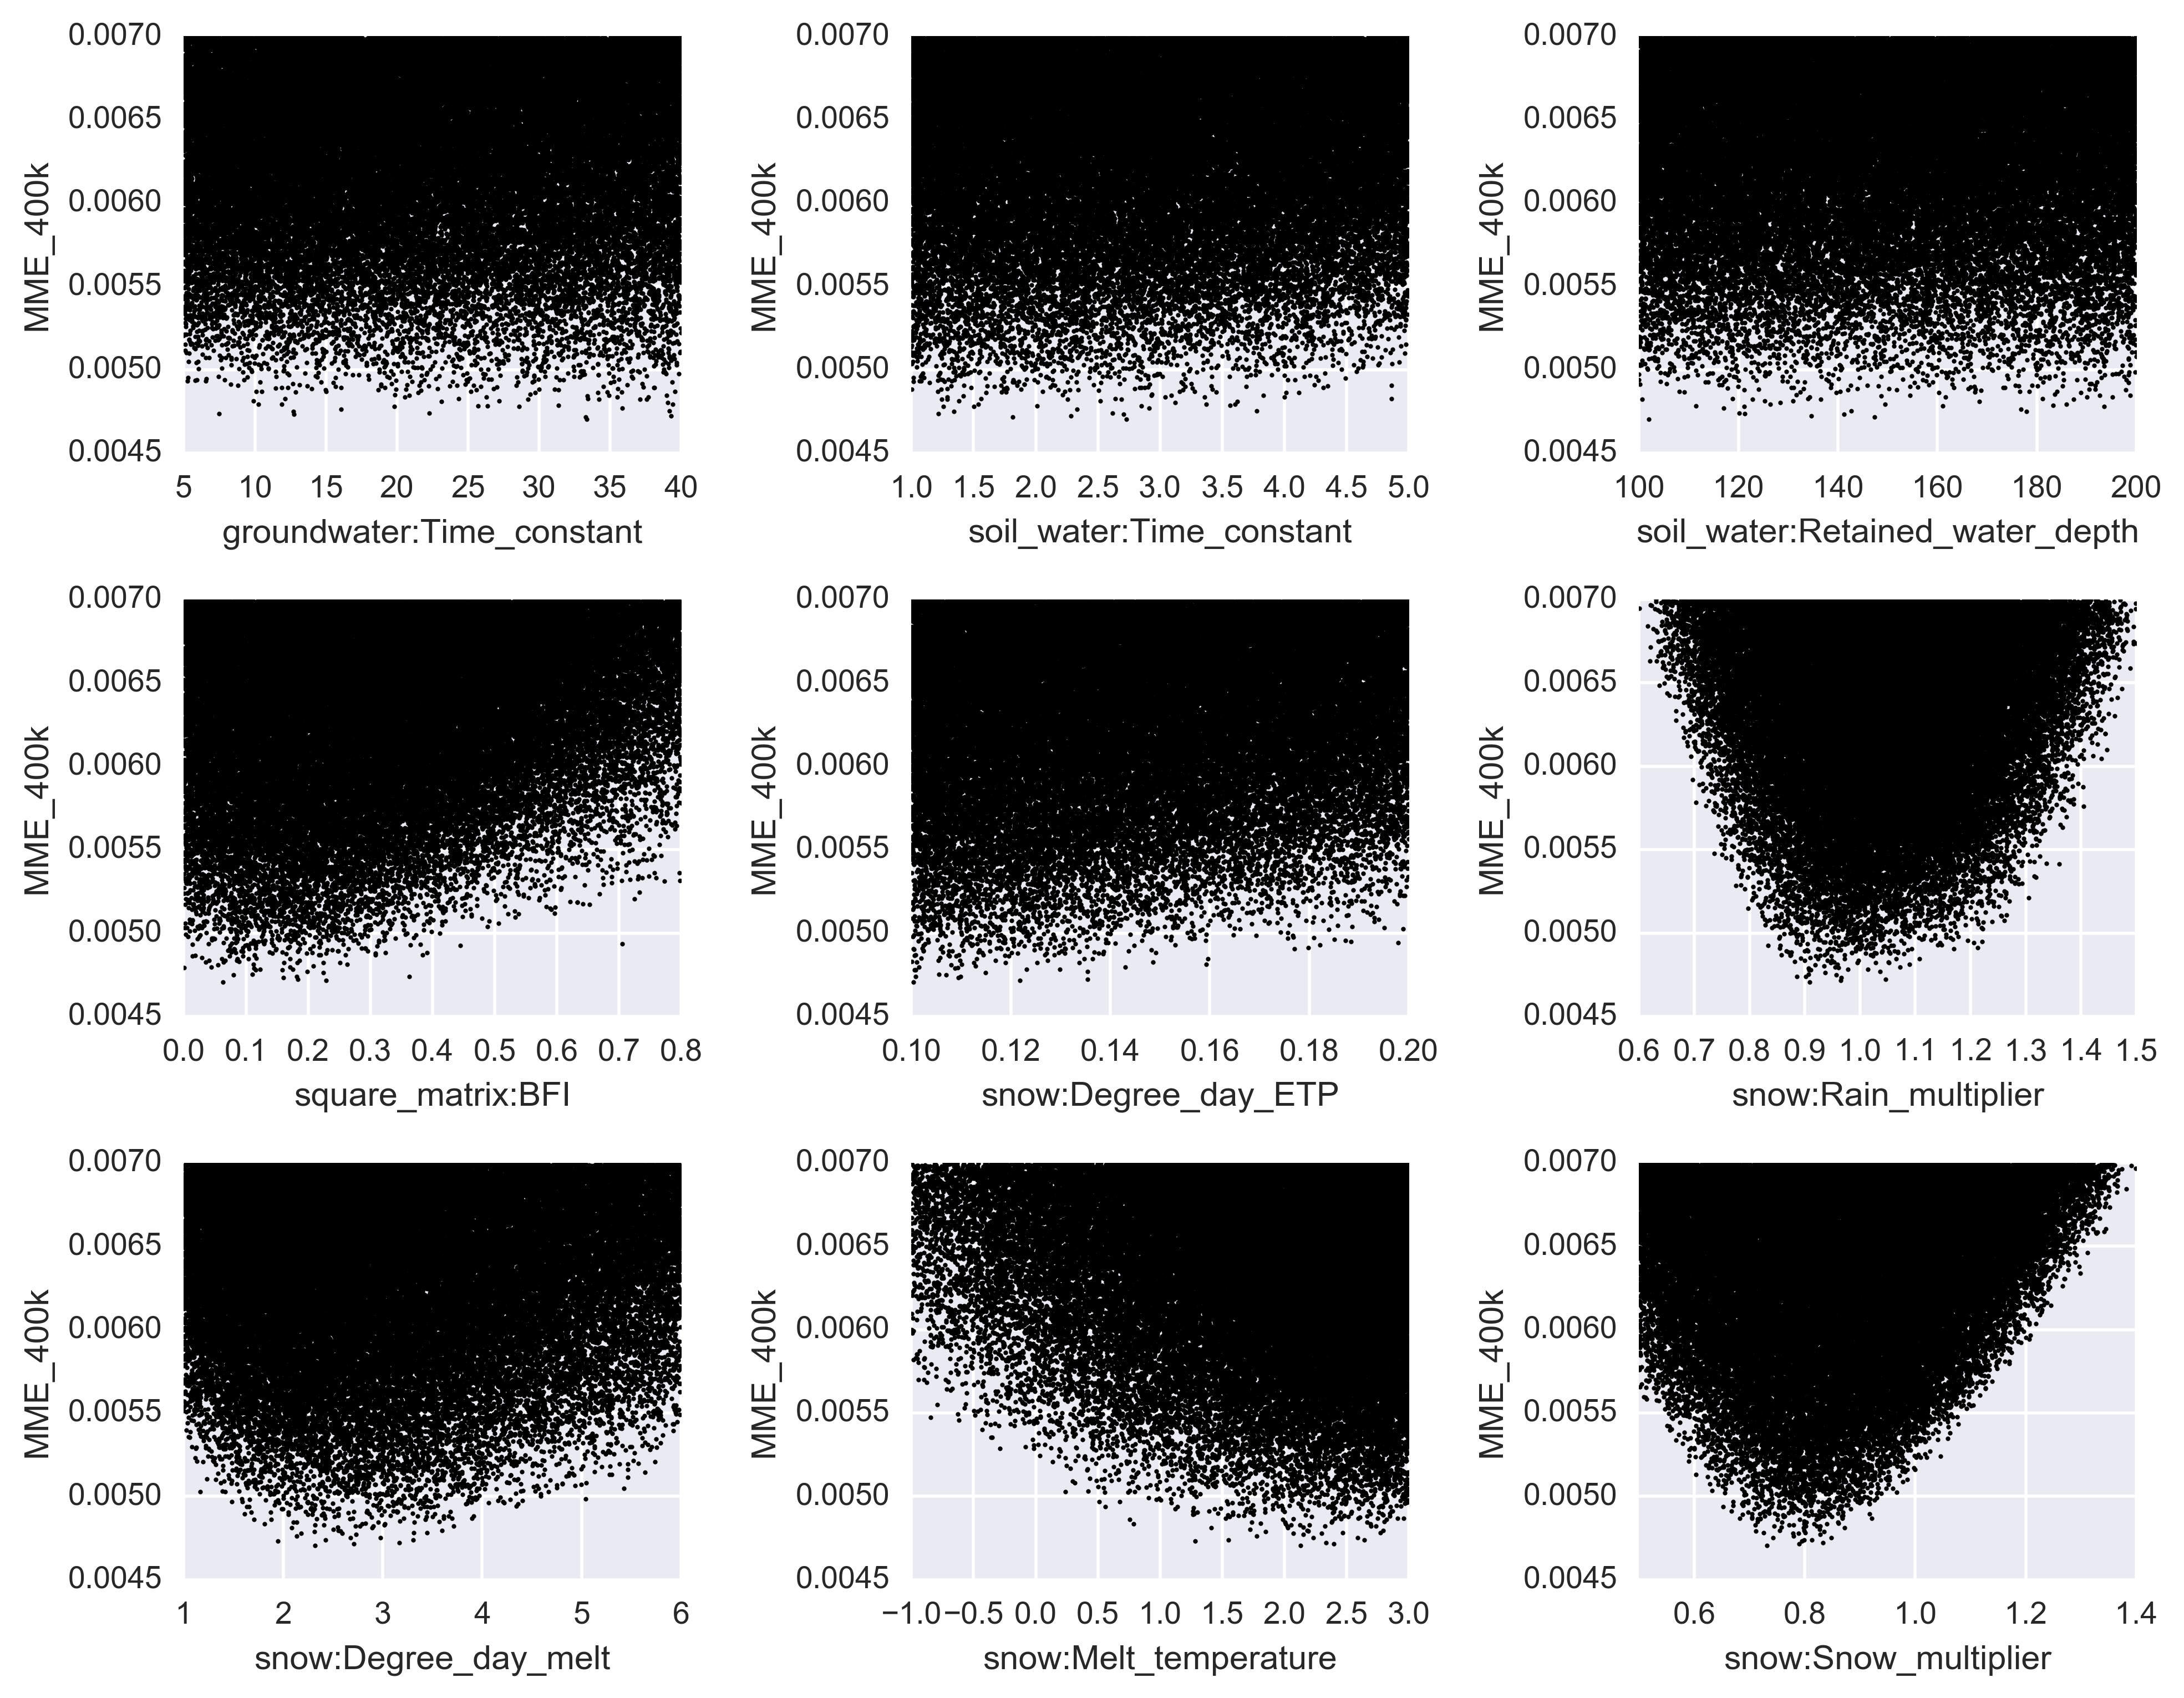 0.0070
0.0065
0.0060
0.0055
0.0050
0.0045
MME_400k
5 10 15 20 25 30 35 40
groundwater:Time_constant
0.0070
0.0065
0.0060
0.0055
0.0050
0.0045
MME_400k
1.0 1.5 2.0 2.5 3.0 3.5 4.0 4.5 5.0
soil_water:Time_constant
0.0070
0.0065
0.0060
0.0055
0.0050
0.0045
MME_400k
100 120 140 160 180 200
soil_water:Retained_water_depth
0.0070
0.0065
0.0060
0.0055
0.0050
0.0045
MME_400k
0.0 0.1 0.2 0.3 0.4 0.5 0.6 0.7 0.8
square_matrix:BFI
0.0070
0.0065
0.0060
0.0055
0.0050
0.0045
MME_400k
0.10 0.12 0.14 0.16 0.18 0.20
snow:Degree_day_ETP
0.0070
0.0065
0.0060
0.0055
0.0050
0.0045
MME_400k
0.6 0.7 0.8 0.9 1.0 1.1 1.2 1.3 1.4 1.5
snow:Rain_multiplier
0.0070
0.0065
0.0060
0.0055
0.0050
0.0045
MME_400k
1 2 3 4 5 6
snow:Degree_day_melt
0.0070
0.0065
0.0060
0.0055
0.0050
0.0045
MME_400k
−1.0 −0.5 0.0 0.5 1.0 1.5 2.0 2.5 3.0
snow:Melt_temperature
0.0070
0.0065
0.0060
0.0055
0.0050
0.0045
MME_400k
0.6 0.8 1.0 1.2 1.4
snow:Snow_multiplier